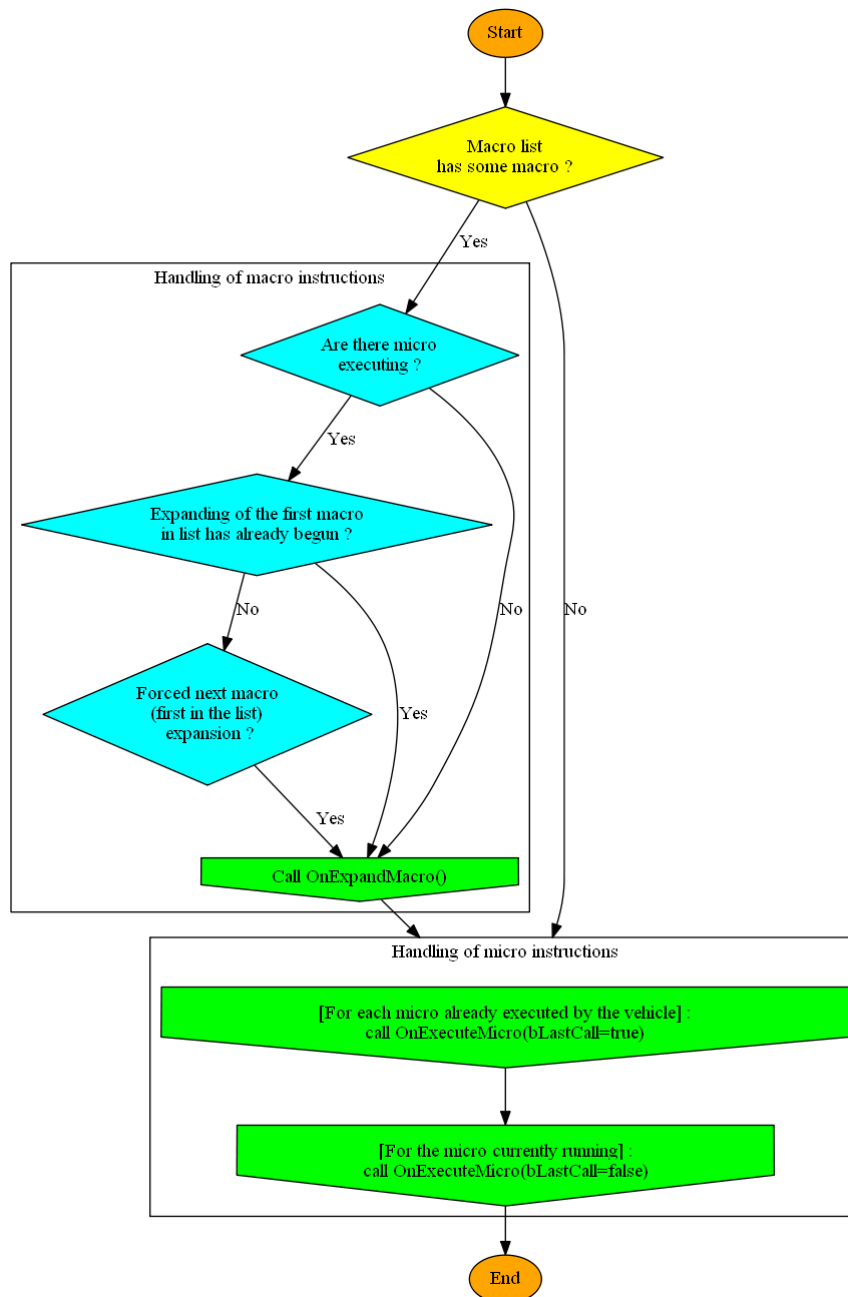 Start
Macro list
has some macro ?
Yes
Handling of macro instructions
Are there micro
executing ?
Yes
Expanding of the first macro
in list has already begun ?
No
No
No
Forced next macro
(first in the list)
expansion ?
Yes
Yes
Call OnExpandMacro()
Handling of micro instructions
[For each micro already executed by the vehicle] :
call OnExecuteMicro(bLastCall=true)
[For the micro currently running] :
call OnExecuteMicro(bLastCall=false)
End